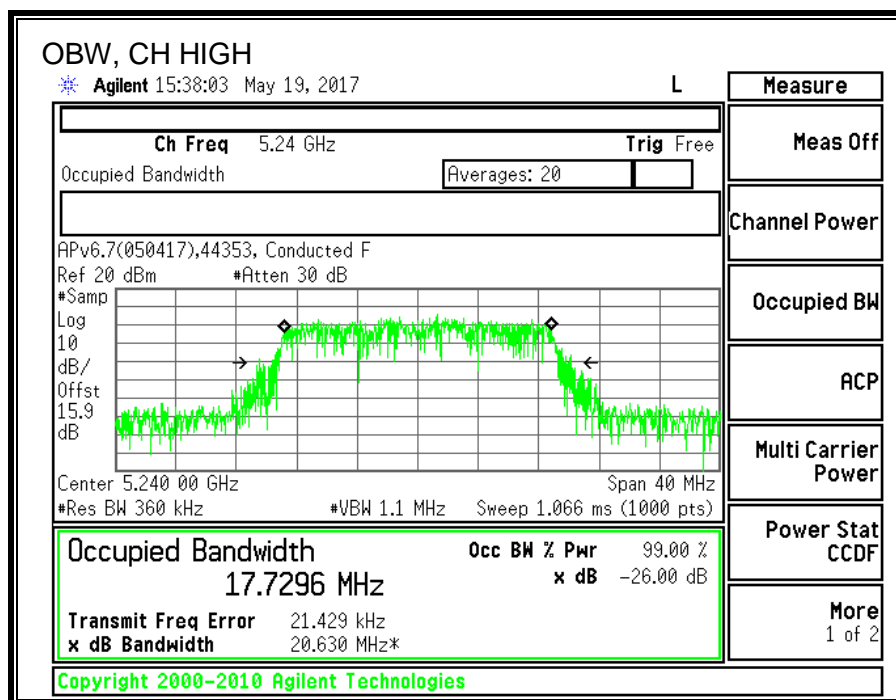 OBW, CH HIGH
Agilent 15:38:03 May 19, 2017 L
Measure
Ch Freq 5.24 GHz Trig Free
Meas Off
Occupied Bandwidth Averages: 20
Channel Power
APv6.7(050417),44353, Conducted F
Ref 20 dBm #Atten 30 dB
#Samp
Log
10
dB/
Offst
15.9
dB
Occupied BW
ACP
Multi Carrier
Power
Center 5.240 00 GHz Span 40 MHz
#Res BW 360 kHz #VBW 1.1 MHz Sweep 1.066 ms (1000 pts)
Power Stat
CCDF
Occupied Bandwidth Occ BW % Pwr 99.00 %
17.7296 MHz x dB -26.00 dB
Transmit Freq Error 21.429 kHz
x dB Bandwidth 20.630 MHz*
More
1 of 2
Copyright 2000-2010 Agilent Technologies